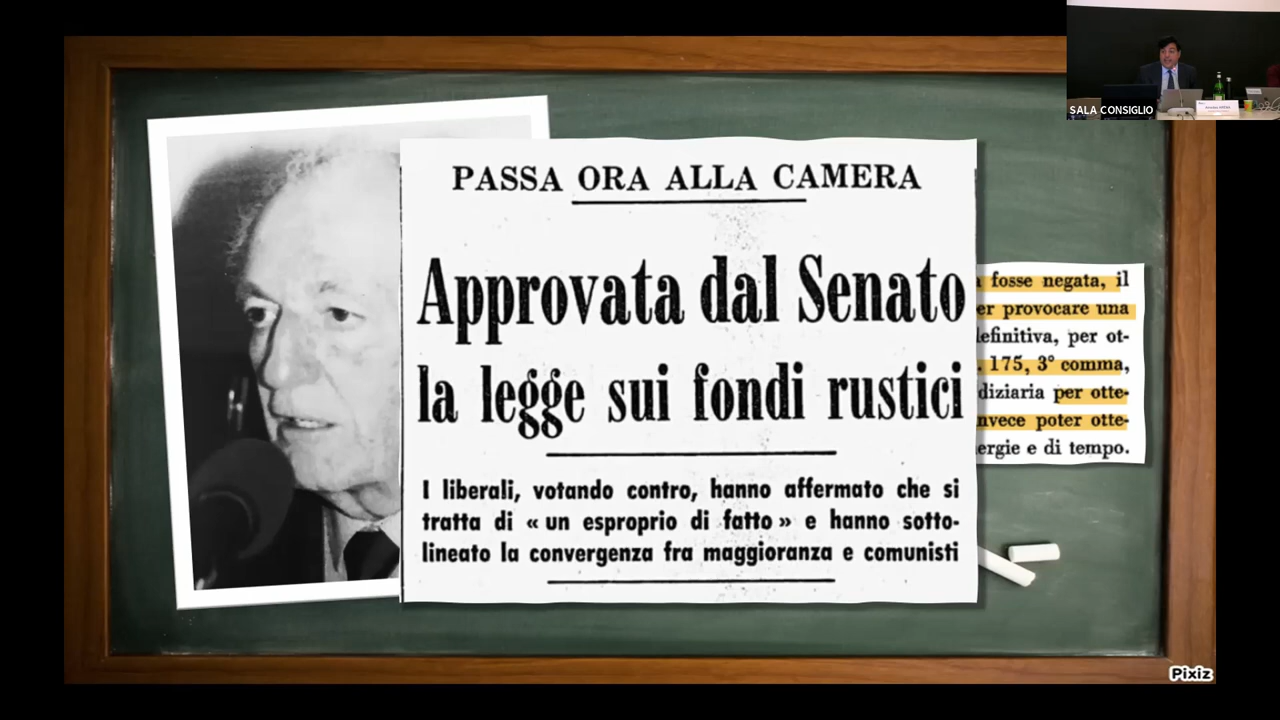 SALA CONSIGLIO
PASSA ORA ALLA CAMERA
Approvata dal Senato
la legge sui fondi rustici
I liberali, votando contro, hanno affermato che si
tratta di « un esproprio di fatto » e hanno sotto-
lineato la convergenza fra maggioranza e comunisti
fosse negata, il
er provocare una
efinitiva, per ot-
. 175, 3° comma,
diziaria per otte-
nvece poter otte-
ergie e di tempo.
Pixiz